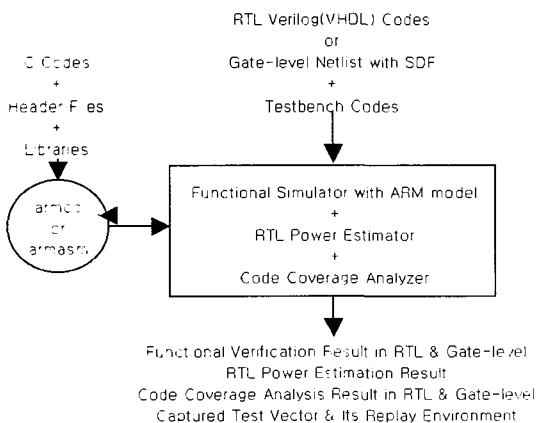 RTL Verilog(VHDL) Codes
or
Gate-level Netlist with SDF
+
Testbench Codes
C Codes
+
Header Files
+
Libraries
armcc
or
armasm
Functional Simulator with ARM model
+
RTL Power Estimator
+
Code Coverage Analyzer
Functional Verification Result in RTL & Gate-level
RTL Power Estimation Result
Code Coverage Analysis Result in RTL & Gate-level
Captured Test Vector & Its Replay Environment